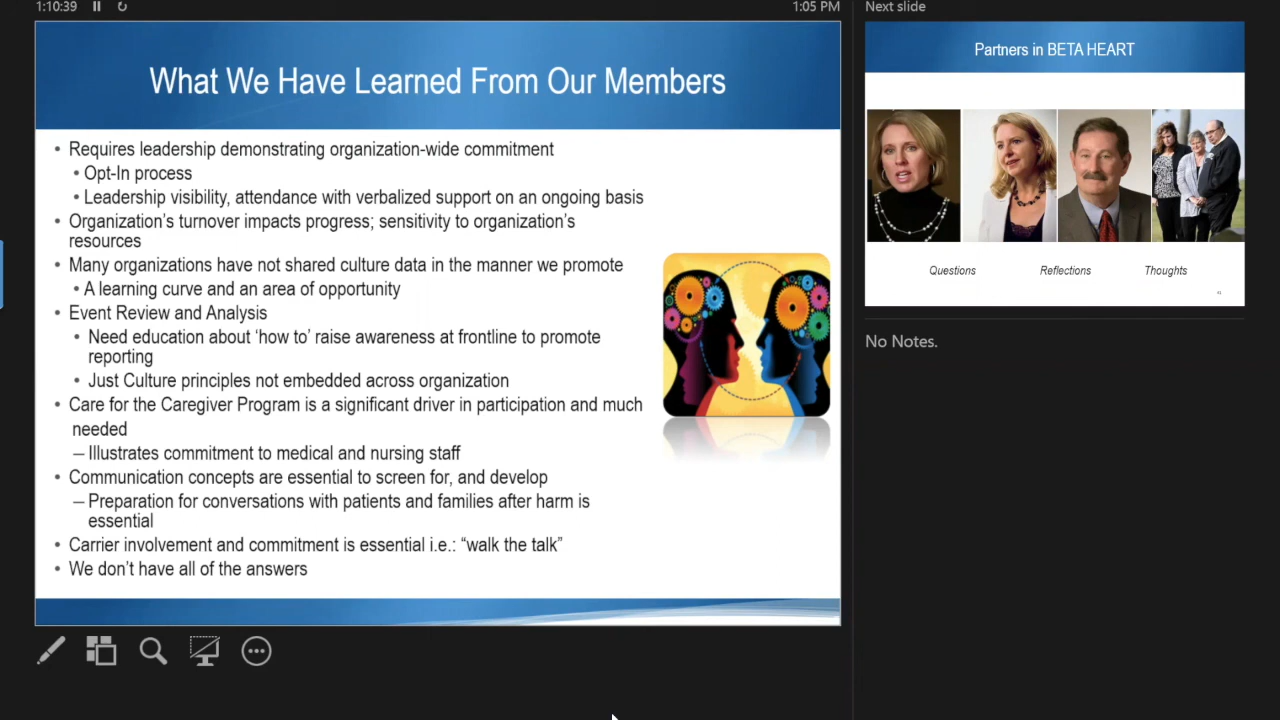 1:10:39
1:05 PM
Next slide
What We Have Learned From Our Members
• Requires leadership demonstrating organization-wide commitment
• Opt-In process
• Leadership visibility, attendance with verbalized support on an ongoing basis
• Organization’s turnover impacts progress; sensitivity to organization’s
resources
• Many organizations have not shared culture data in the manner we promote
• A learning curve and an area of opportunity
• Event Review and Analysis
• Need education about ‘how to’ raise awareness at frontline to promote
reporting
• Just Culture principles not embedded across organization
• Care for the Caregiver Program is a significant driver in participation and much
needed
– Illustrates commitment to medical and nursing staff
• Communication concepts are essential to screen for, and develop
– Preparation for conversations with patients and families after harm is
essential
• Carrier involvement and commitment is essential i.e.: “walk the talk”
• We don’t have all of the answers
Partners in BETA HEART
Questions Reflections Thoughts
No Notes.